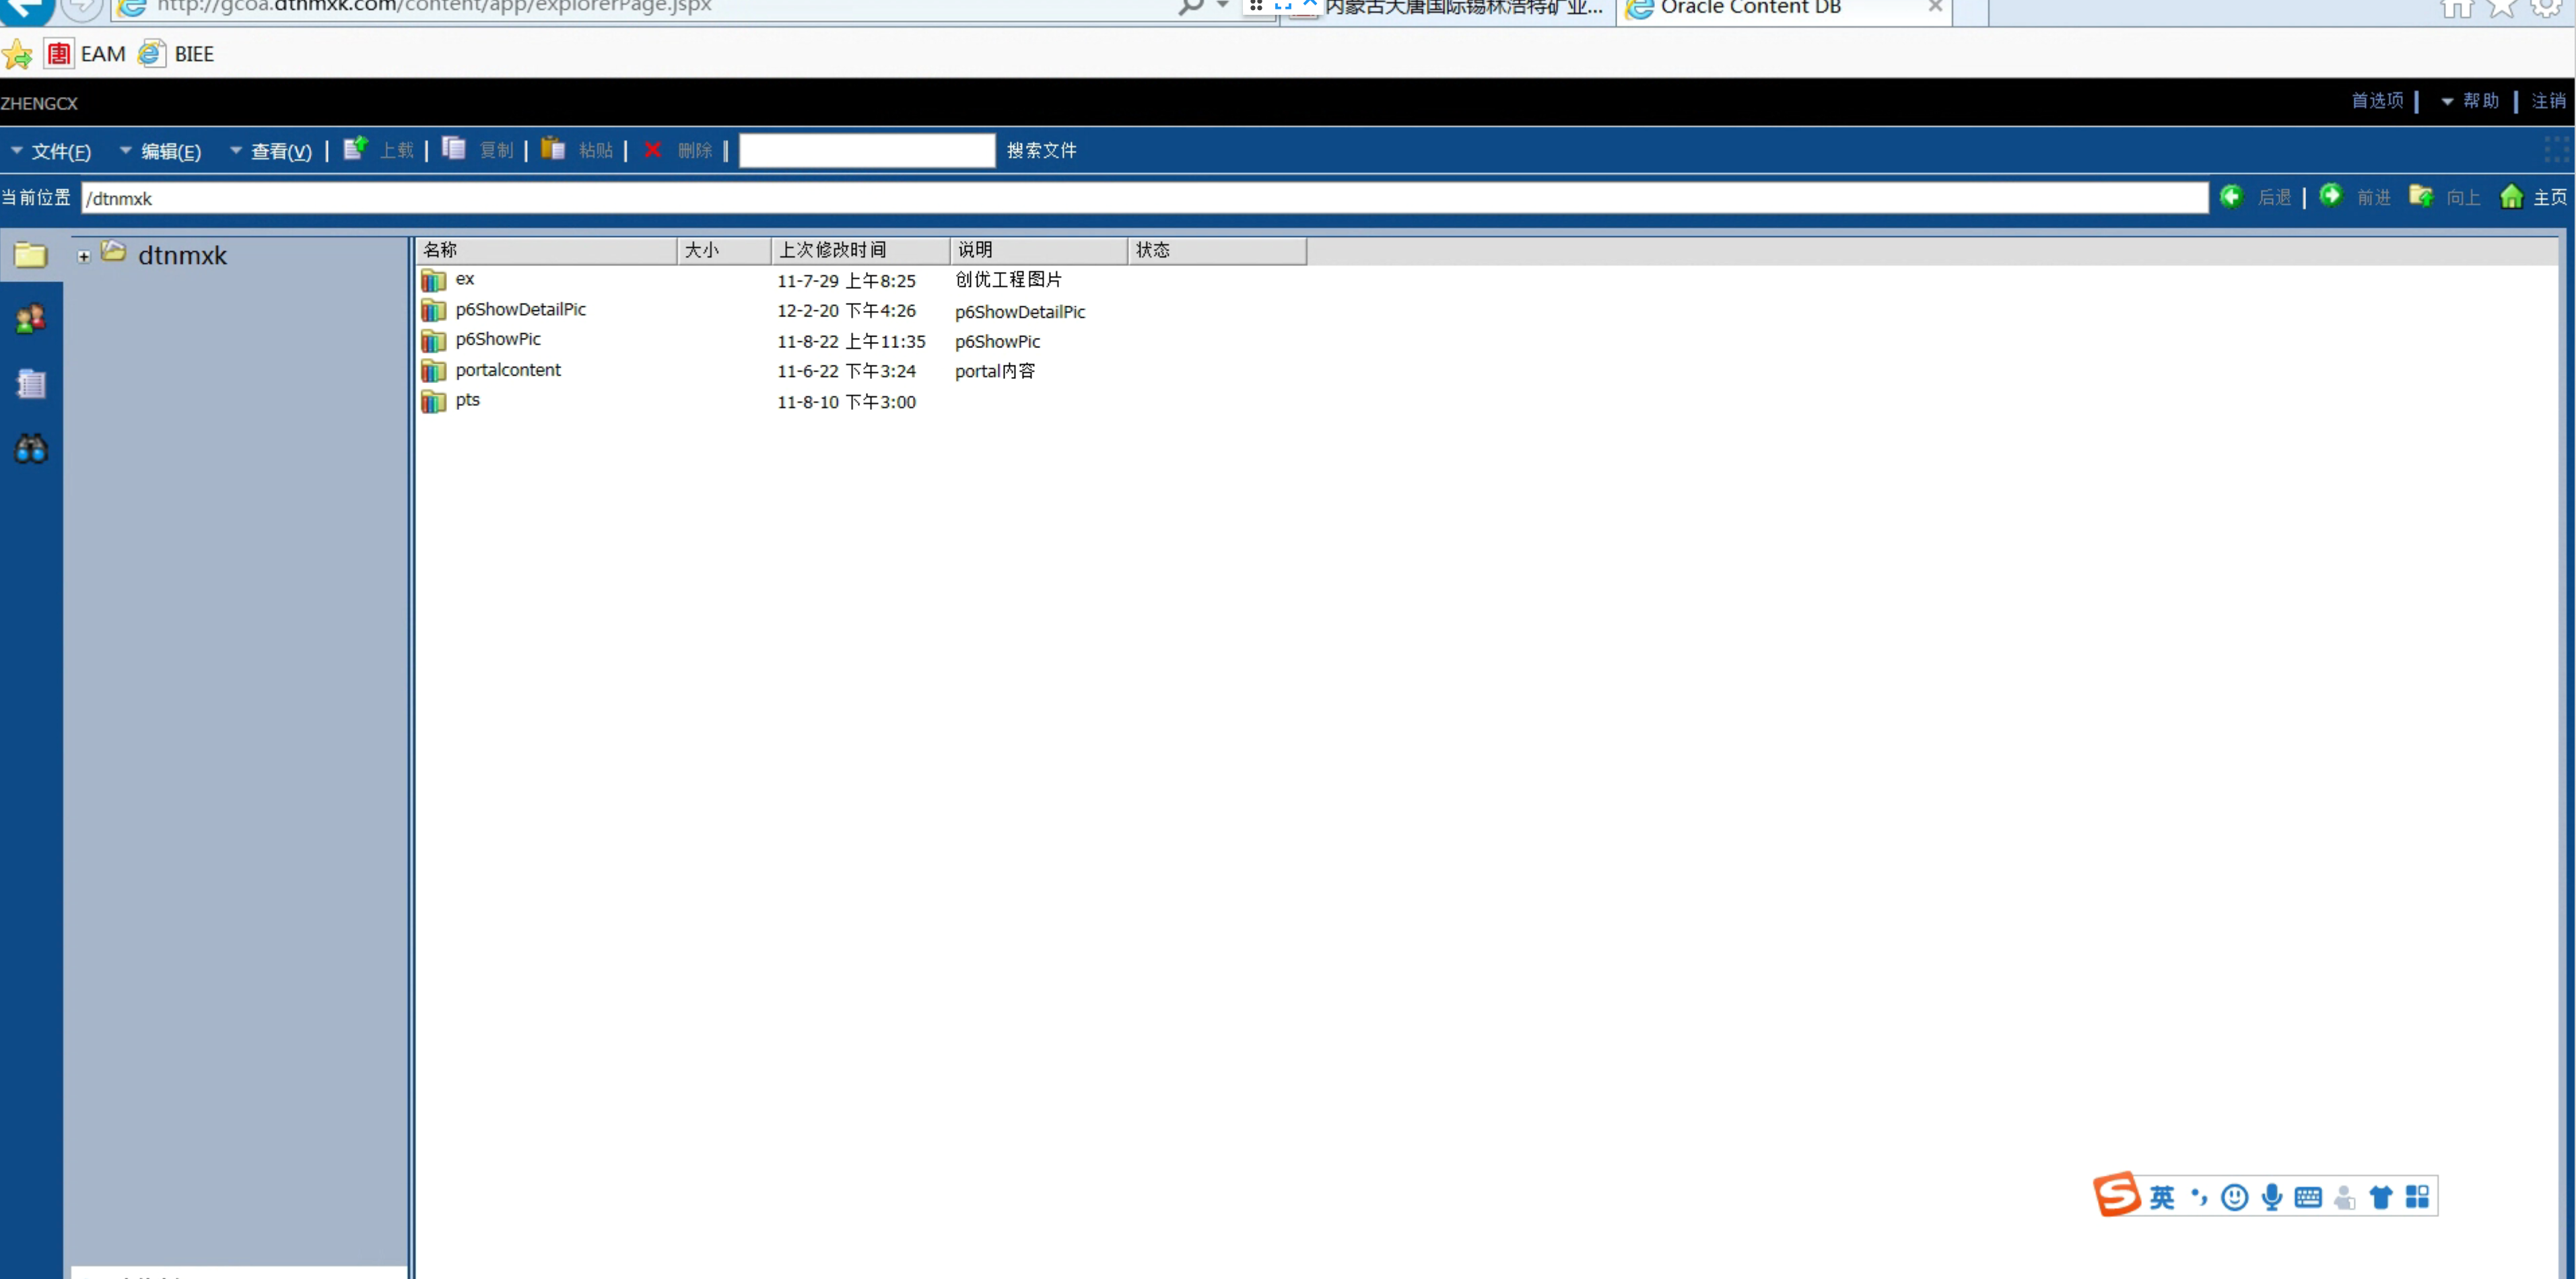 http://gcoa.dtnmxk.com/content/app/explorerPage.jspx 内蒙古大唐国际锡林浩特矿业... Oracle Content DB
唐 EAM BIEE
ZHENGCX 首选项 帮助 注销
文件(F) 编辑(E) 查看(V) 上载 复制 粘贴 删除 搜索文件
当前位置 /dtnmxk 后退 前进 向上 主页
dtnmxk
名称 大小 上次修改时间 说明 状态
ex 11-7-29 上午8:25 创优工程图片
p6ShowDetailPic 12-2-20 下午4:26 p6ShowDetailPic
p6ShowPic 11-8-22 上午11:35 p6ShowPic
portalcontent 11-6-22 下午3:24 portal内容
pts 11-8-10 下午3:00
S 英